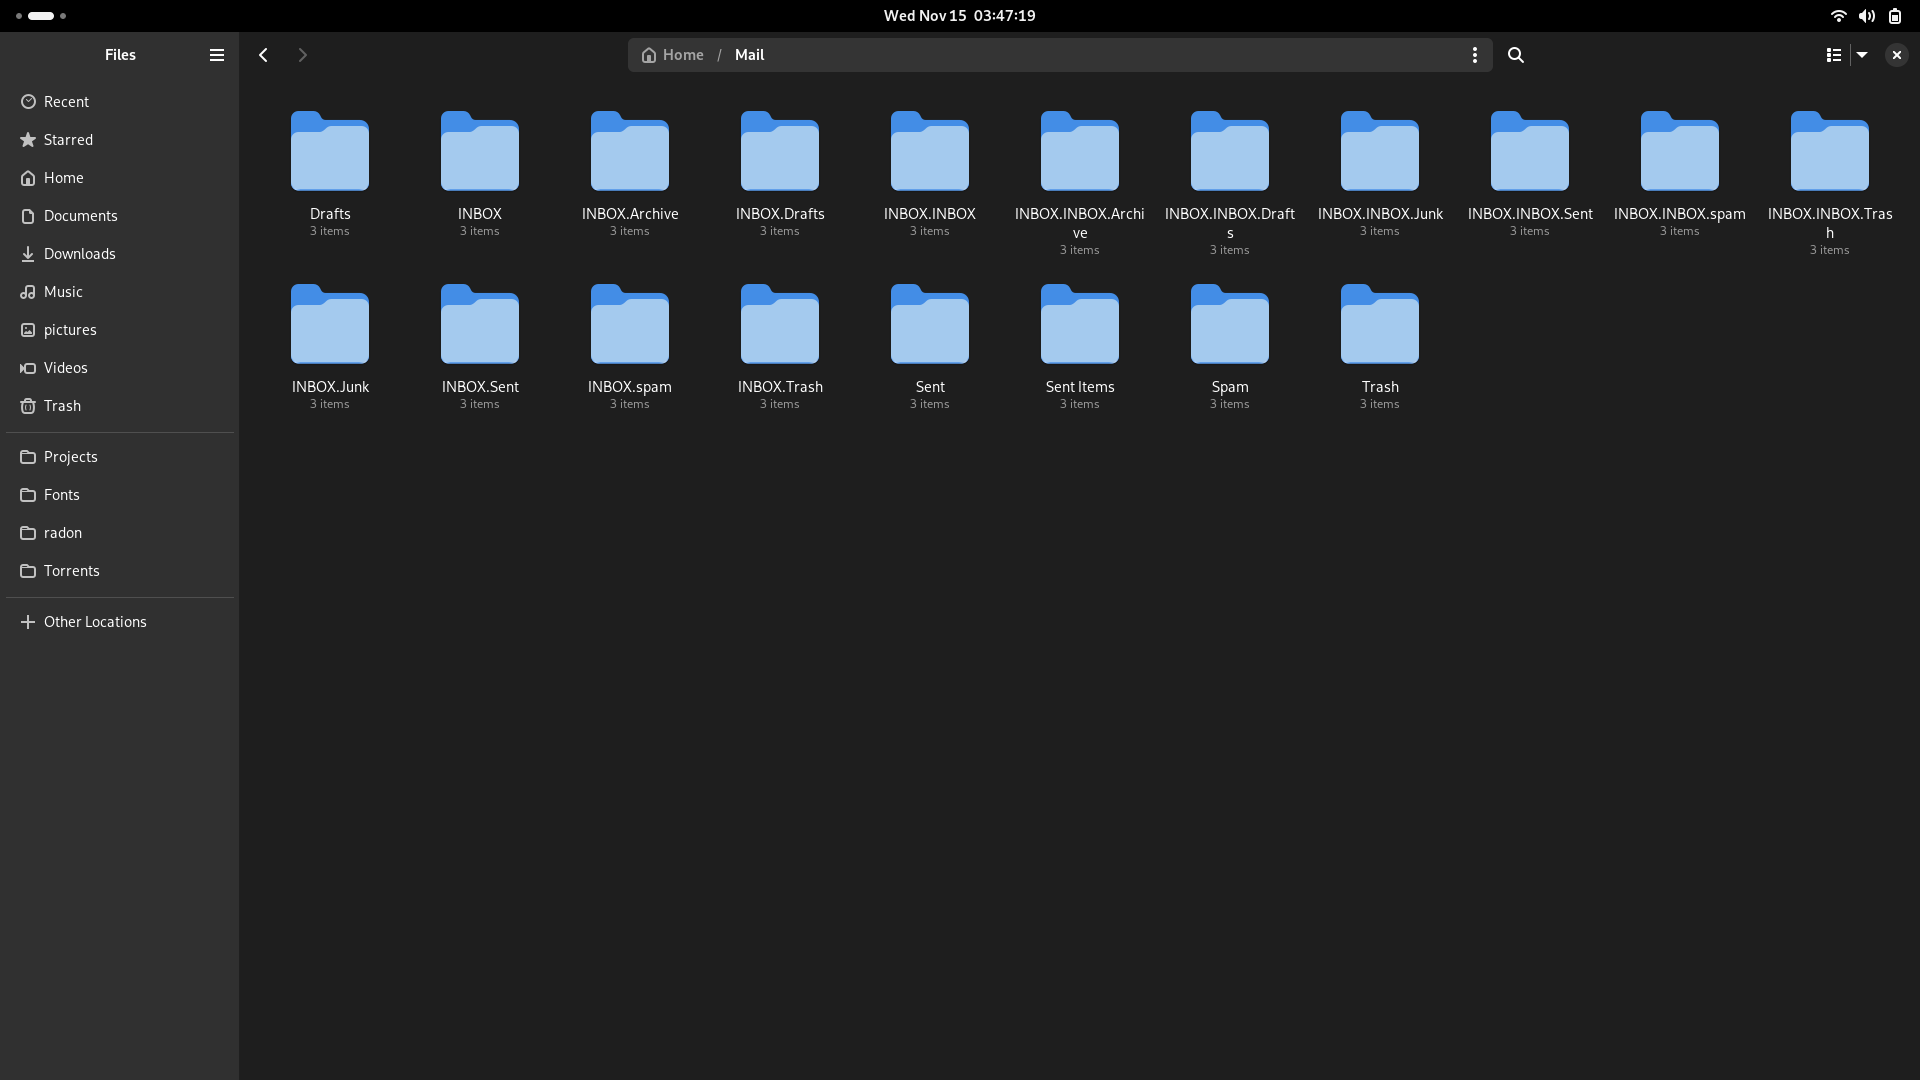 Wed Nov 15 03:47:19
Files
Home / Mail
Recent
Starred
Home
Documents
Downloads
Music
pictures
Videos
Trash
Projects
Fonts
radon
Torrents
Other Locations
Drafts
3 items
INBOX
3 items
INBOX.Archive
3 items
INBOX.Drafts
3 items
INBOX.INBOX
3 items
INBOX.INBOX.Archi
ve
3 items
INBOX.INBOX.Draft
s
3 items
INBOX.INBOX.Junk
3 items
INBOX.INBOX.Sent
3 items
INBOX.INBOX.spam
3 items
INBOX.INBOX.Tras
h
3 items
INBOX.Junk
3 items
INBOX.Sent
3 items
INBOX.spam
3 items
INBOX.Trash
3 items
Sent
3 items
Sent Items
3 items
Spam
3 items
Trash
3 items